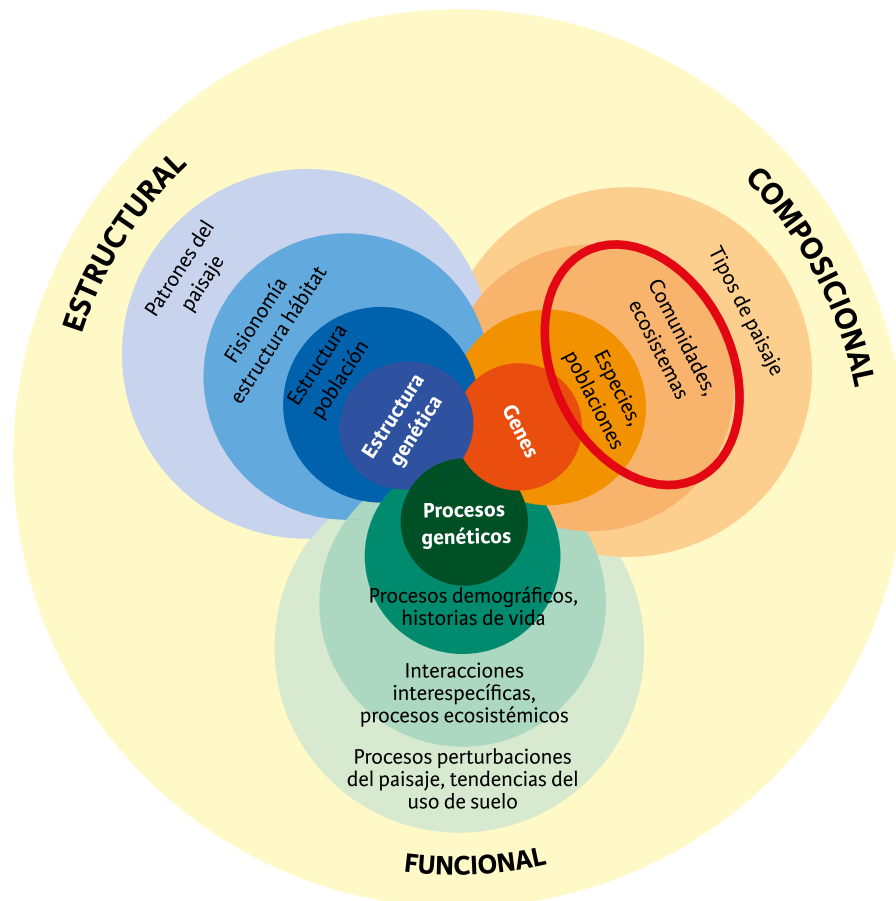 ESTRUCTURAL
Patrones del
paisaje
Fisionomía
estructura hábitat
Estructura
población
Estructura
genética
COMPOSICIONAL
Tipos de paisaje
Comunidades,
ecosistemas
Especies,
poblaciones
Genes
Procesos
genéticos
Procesos demográficos,
historias de vida
Interacciones
interespecíficas,
procesos ecosistémicos
Procesos perturbaciones
del paisaje, tendencias del
uso de suelo
FUNCIONAL